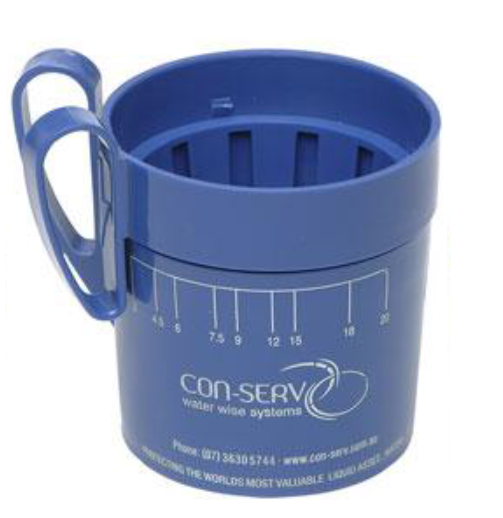 4.5 6 7.5 9 12 15 18 20
CON-SERV
water wise systems
Phone: (07) 3630 5744 · www.con-serv.com.au
PROTECTING THE WORLDS MOST VALUABLE LIQUID ASSET